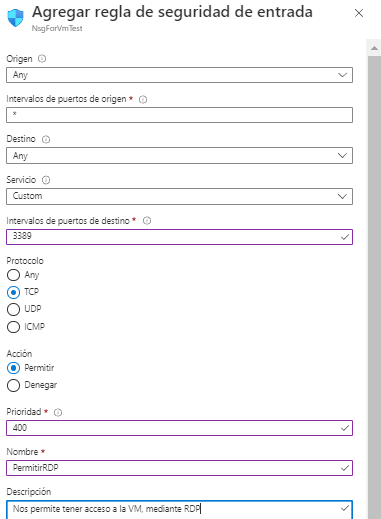 Agregar regla de seguridad de entrada
NsgForVmTest
Origen
Any
Intervalos de puertos de origen *
*
Destino
Any
Servicio
Custom
Intervalos de puertos de destino *
3389
Protocolo
Any
TCP
UDP
ICMP
Acción
Permitir
Denegar
Prioridad *
400
Nombre *
PermitirRDP
Descripción
Nos permite tener acceso a la VM, mediante RDP